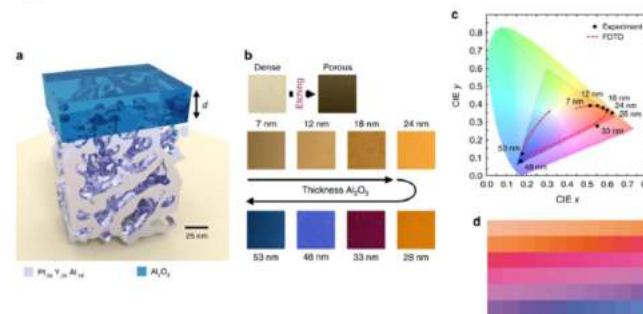 a
d
25 nm
Al₂O₃
b
Dense
Porous
Etching
7 nm 12 nm 18 nm 24 nm
Thickness Al₂O₃
53 nm 48 nm 33 nm 28 nm
c
Experiment
FDTD
CIE y
0.8
0.7
0.6
0.5
0.4
0.3
0.2
0.1
0.0
12 nm
7 nm
24 nm
28 nm
33 nm
53 nm
48 nm
0.0 0.1 0.2 0.3 0.4 0.5 0.6 0.7
CIE x
d